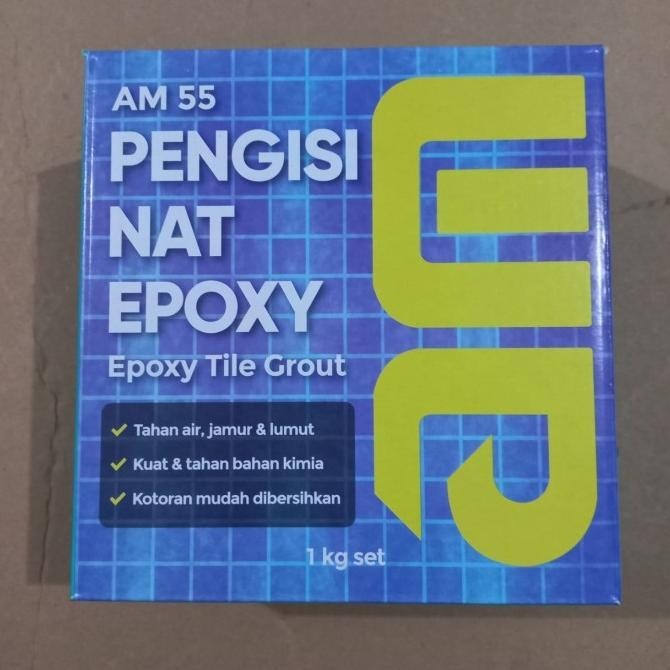 AM 55
PENGISI
NAT
EPOXY
Epoxy Tile Grout
Tahan air, jamur & lumut
Kuat & tahan bahan kimia
Kotoran mudah dibersihkan
1 kg set
am